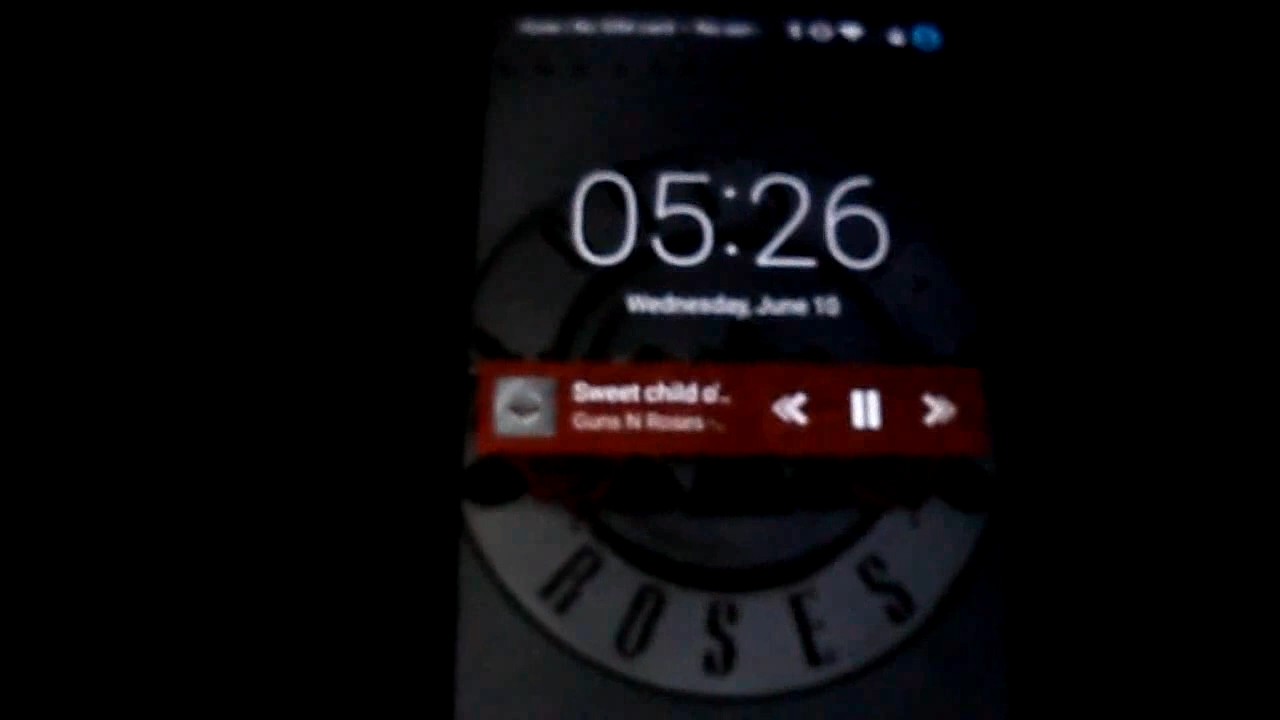 05:26
Wednesday, June 10
Sweet child o'..
Guns N Roses -..
ROSES